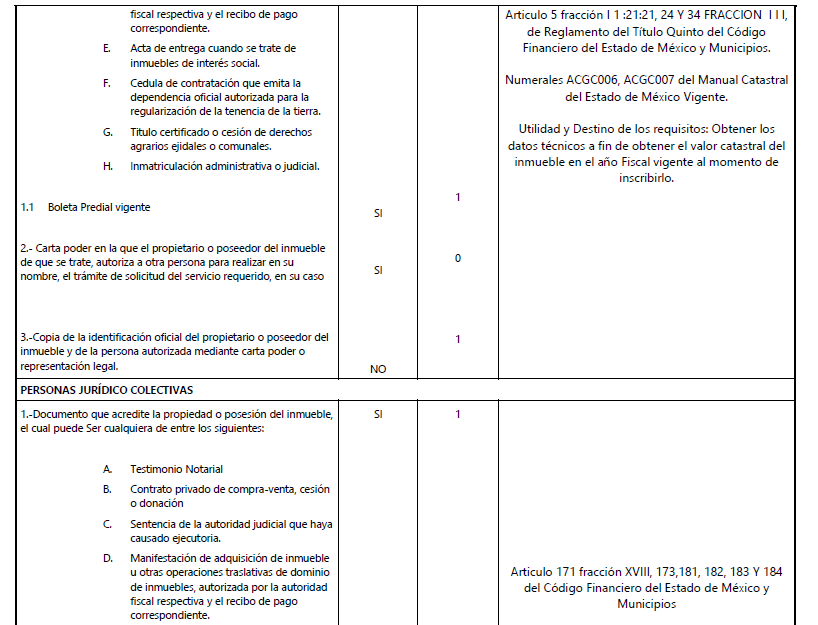 fiscal respectiva y el recibo de pago
correspondiente.
E. Acta de entrega cuando se trate de
inmuebles de interés social.
F. Cedula de contratación que emita la
dependencia oficial autorizada para la
regularización de la tenencia de la tierra.
G. Titulo certificado o cesión de derechos
agrarios ejidales o comunales.
H. Inmatriculación administrativa o judicial.
1.1 Boleta Predial vigente
SI
1
2.- Carta poder en la que el propietario o poseedor del inmueble
de que se trate, autoriza a otra persona para realizar en su
nombre, el trámite de solicitud del servicio requerido, en su caso
SI
0
3.-Copia de la identificación oficial del propietario o poseedor del
inmueble y de la persona autorizada mediante carta poder o
representación legal.
NO
1
Articulo 5 fracción I 1 :21:21, 24 Y 34 FRACCION I I I,
de Reglamento del Título Quinto del Código
Financiero del Estado de México y Municipios.
Numerales ACGC006, ACGC007 del Manual Catastral
del Estado de México Vigente.
Utilidad y Destino de los requisitos: Obtener los
datos técnicos a fin de obtener el valor catastral del
inmueble en el año Fiscal vigente al momento de
inscribirlo.
PERSONAS JURÍDICO COLECTIVAS
1.-Documento que acredite la propiedad o posesión del inmueble,
el cual puede Ser cualquiera de entre los siguientes:
SI
1
A. Testimonio Notarial
B. Contrato privado de compra-venta, cesión
o donación
C. Sentencia de la autoridad judicial que haya
causado ejecutoria.
D. Manifestación de adquisición de inmueble
u otras operaciones traslativas de dominio
de inmuebles, autorizada por la autoridad
fiscal respectiva y el recibo de pago
correspondiente.
Articulo 171 fracción XVIII, 173,181, 182, 183 Y 184
del Código Financiero del Estado de México y
Municipios